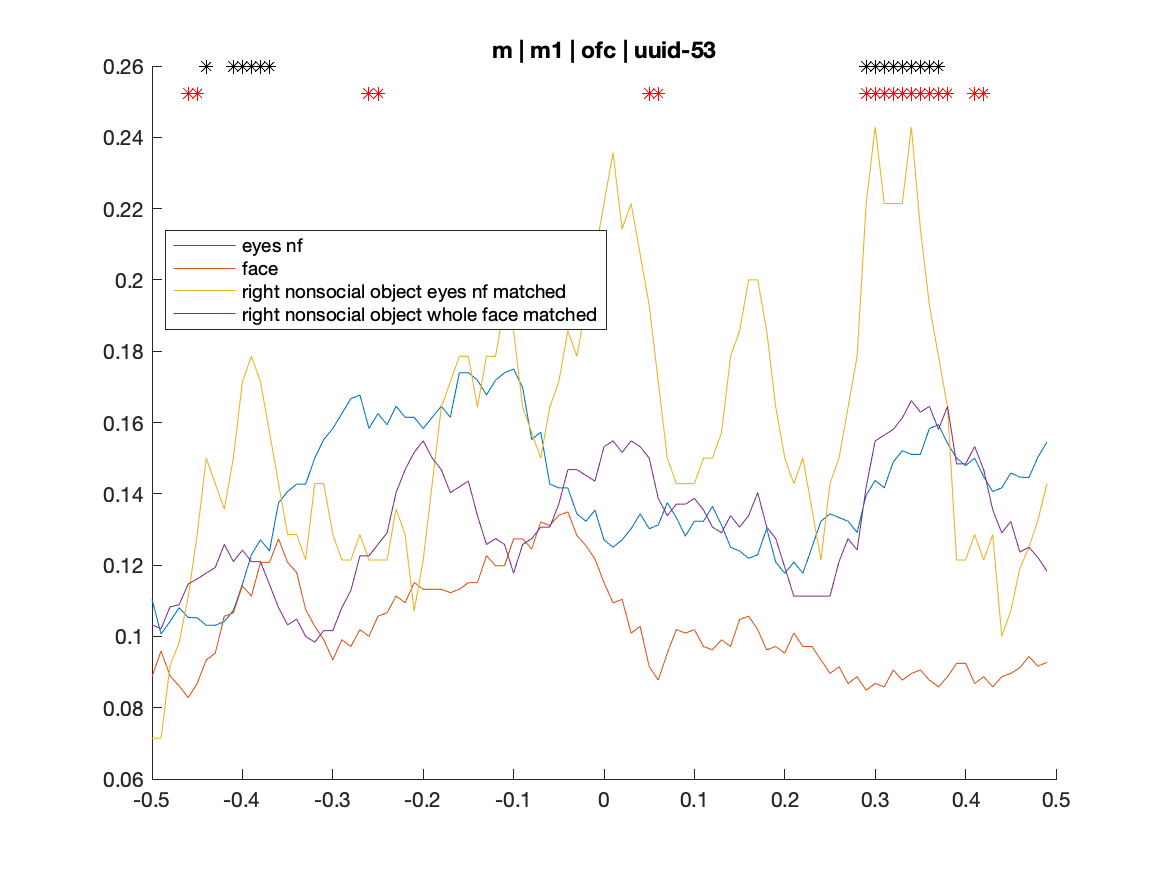 m | m1 | ofc | uuid-53
0.26
0.24
0.22
0.2
0.18
0.16
0.14
0.12
0.1
0.08
0.06
eyes nf
face
right nonsocial object eyes nf matched
right nonsocial object whole face matched
-0.5 -0.4 -0.3 -0.2 -0.1 0 0.1 0.2 0.3 0.4 0.5